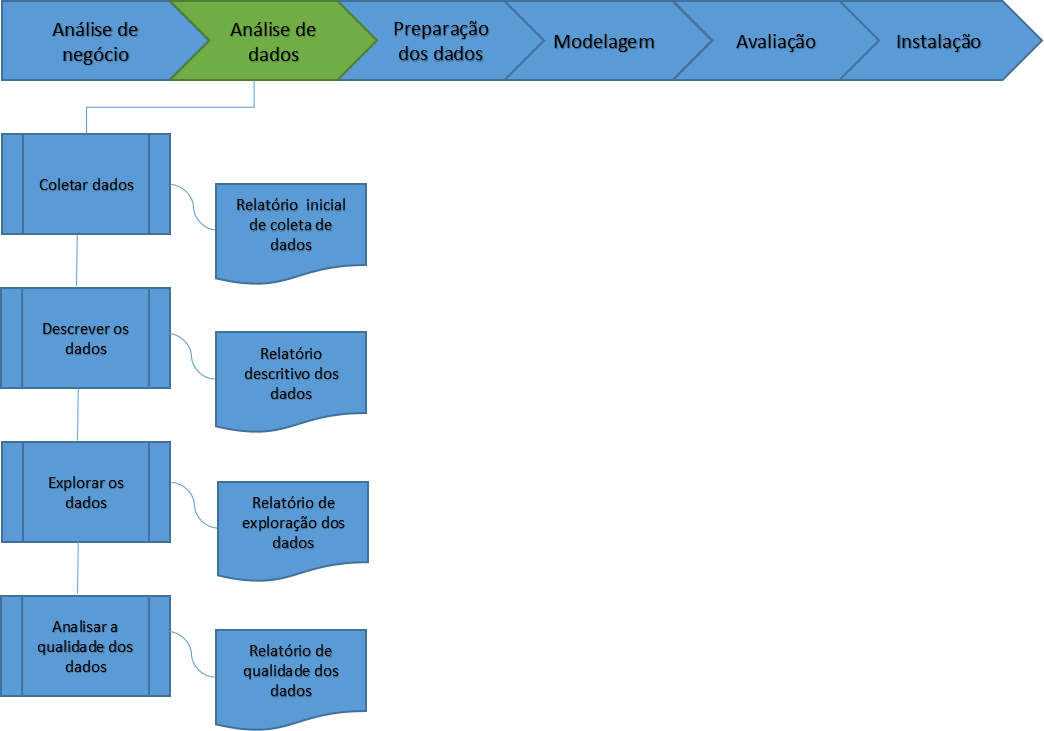 Análise de
negócio
Análise de
dados
Preparação
dos dados
Modelagem
Avaliação
Instalação
Coletar dados
Relatório inicial
de coleta de
dados
Descrever os
dados
Relatório
descritivo dos
dados
Explorar os
dados
Relatório de
exploração dos
dados
Analisar a
qualidade dos
dados
Relatório de
qualidade dos
dados